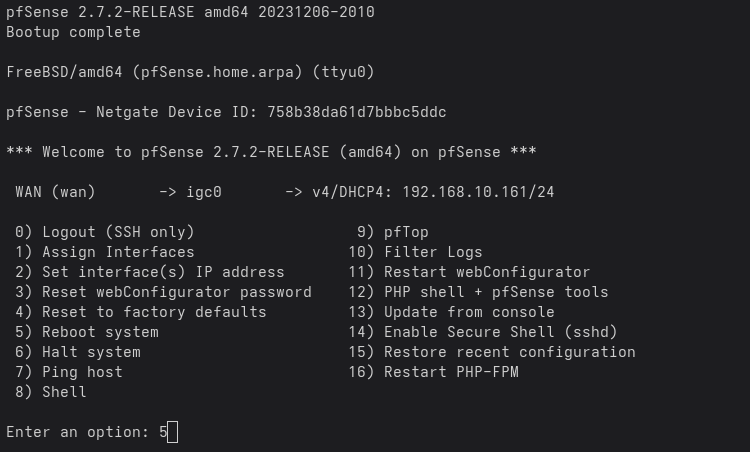 pfSense 2.7.2-RELEASE amd64 20231206-2010
Bootup complete
FreeBSD/amd64 (pfSense.home.arpa) (ttyu0)
pfSense - Netgate Device ID: 758b38da61d7bbbc5ddc
*** Welcome to pfSense 2.7.2-RELEASE (amd64) on pfSense ***
WAN (wan)       -> igc0       -> v4/DHCP4: 192.168.10.161/24
0) Logout (SSH only)                  9) pfTop
1) Assign Interfaces                 10) Filter Logs
2) Set interface(s) IP address       11) Restart webConfigurator
3) Reset webConfigurator password    12) PHP shell + pfSense tools
4) Reset to factory defaults         13) Update from console
5) Reboot system                     14) Enable Secure Shell (sshd)
6) Halt system                       15) Restore recent configuration
7) Ping host                         16) Restart PHP-FPM
8) Shell
Enter an option: 5